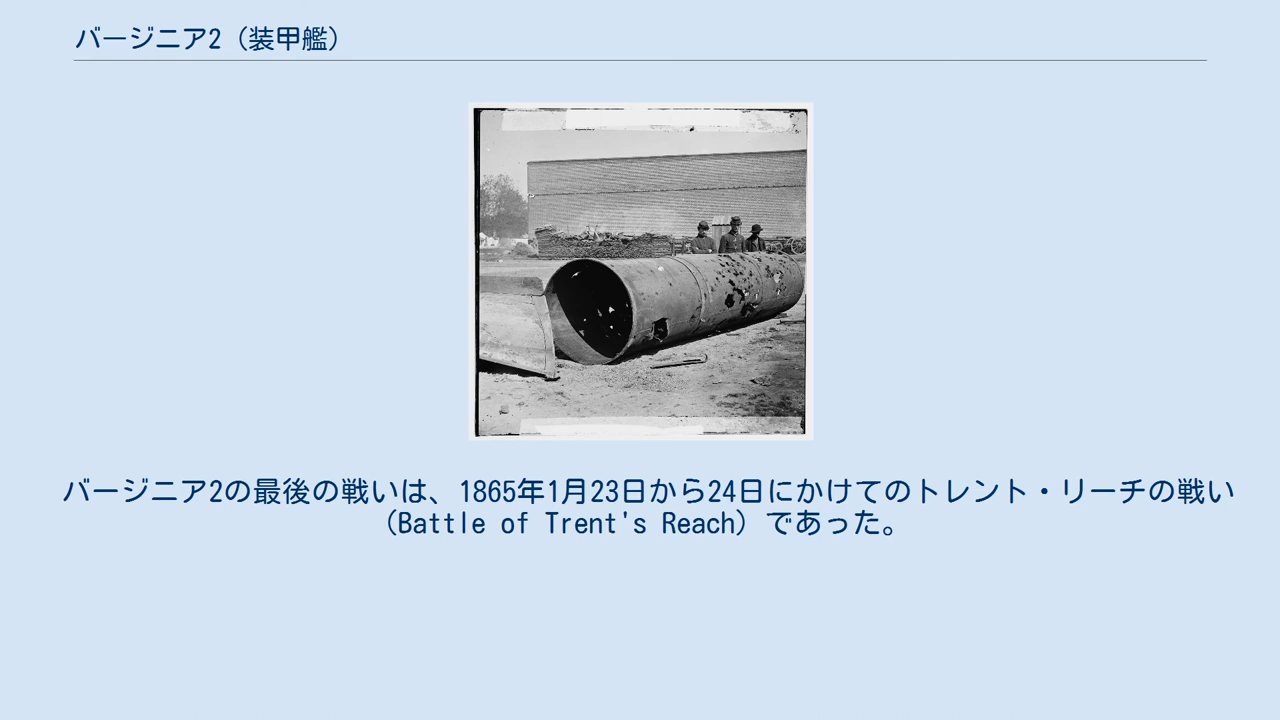 バージニア2（装甲艦）
バージニア2の最後の戦いは、1865年1月23日から24日にかけてのトレント・リーチの戦い
（Battle of Trent's Reach）であった。